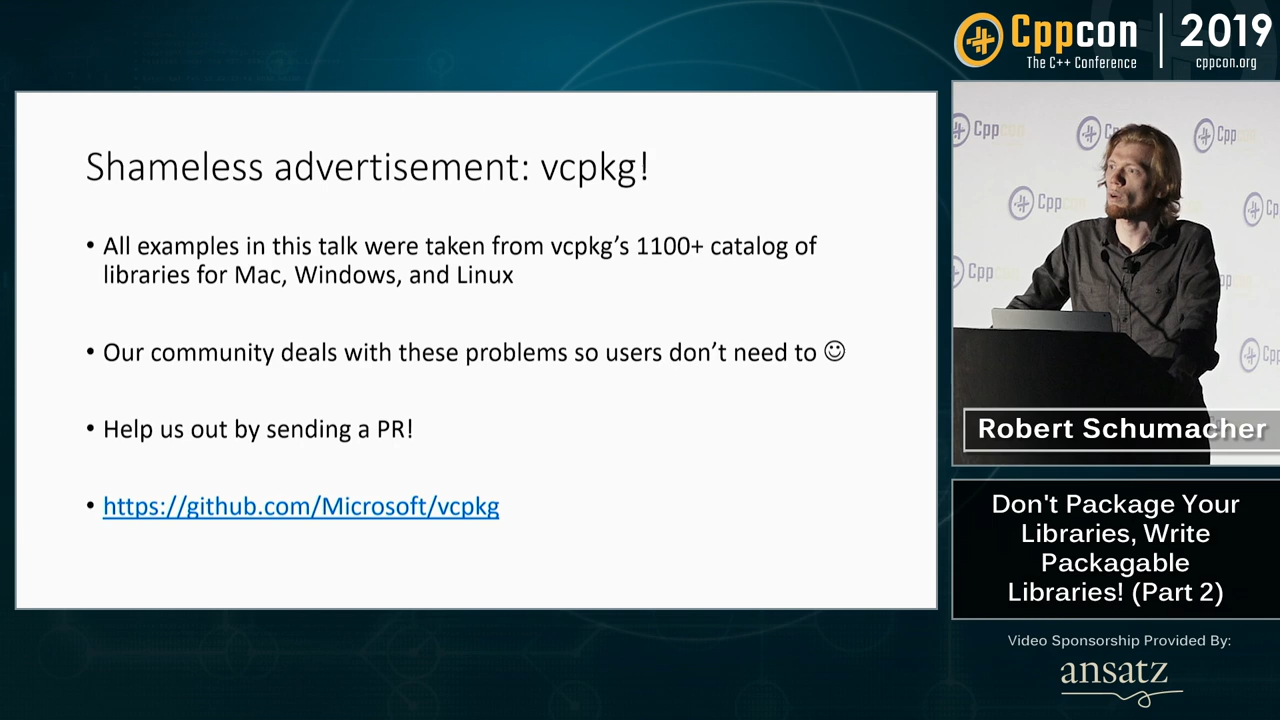 Cppcon
The C++ Conference
2019
cppcon.org
Shameless advertisement: vcpkg!
• All examples in this talk were taken from vcpkg’s 1100+ catalog of
libraries for Mac, Windows, and Linux
• Our community deals with these problems so users don’t need to ☺
• Help us out by sending a PR!
• https://github.com/Microsoft/vcpkg
Cppcon
Cppcon
Cppcon
Robert Schumacher
Don't Package Your
Libraries, Write
Packagable
Libraries! (Part 2)
Video Sponsorship Provided By:
ansatz